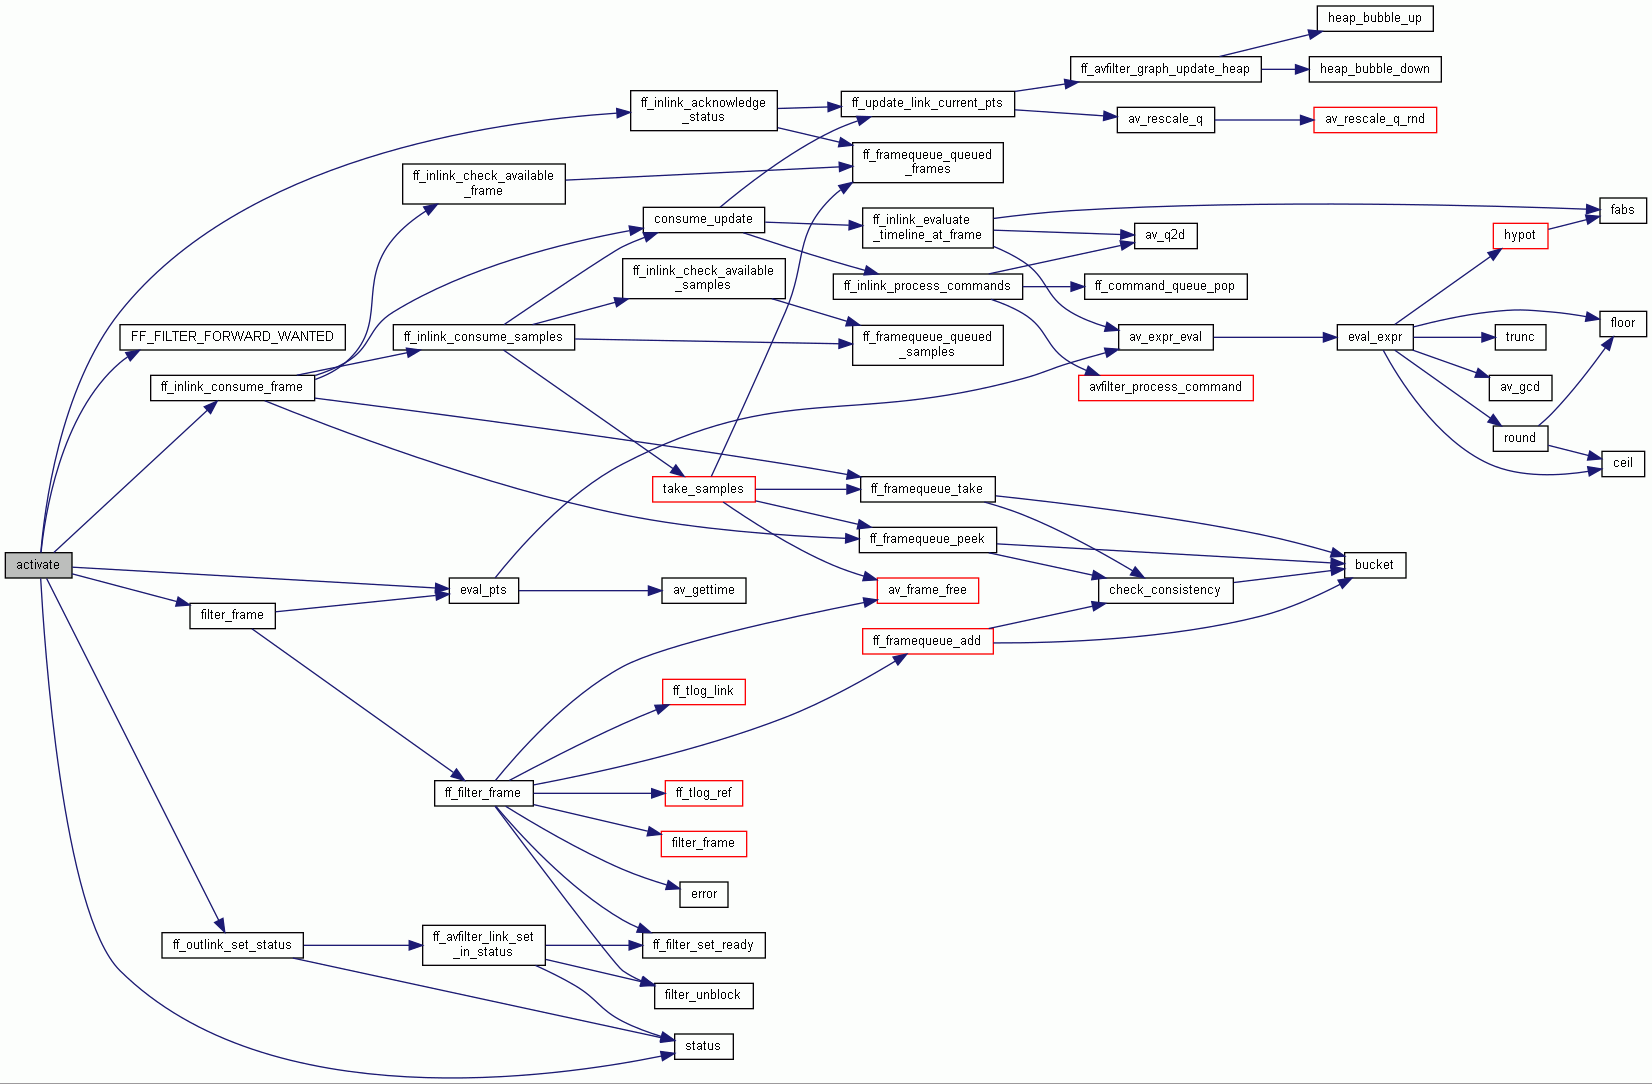 heap_bubble_up
ff_avfilter_graph_update_heap
heap_bubble_down
ff_inlink_acknowledge
_status
ff_update_link_current_pts
av_rescale_q
av_rescale_q_rnd
ff_framequeue_queued
_frames
ff_inlink_check_available
_frame
consume_update
ff_inlink_evaluate
_timeline_at_frame
av_q2d
fabs
hypot
ff_inlink_check_available
_samples
ff_inlink_process_commands
ff_command_queue_pop
FF_FILTER_FORWARD_WANTED
ff_inlink_consume_samples
ff_framequeue_queued
_samples
av_expr_eval
eval_expr
trunc
floor
ff_inlink_consume_frame
avfilter_process_command
av_gcd
round
ceil
take_samples
ff_framequeue_take
ff_framequeue_peek
bucket
activate
eval_pts
av_gettime
av_frame_free
check_consistency
filter_frame
ff_framequeue_add
ff_tlog_link
ff_filter_frame
ff_tlog_ref
filter_frame
error
ff_outlink_set_status
ff_avfilter_link_set
_in_status
ff_filter_set_ready
filter_unblock
status